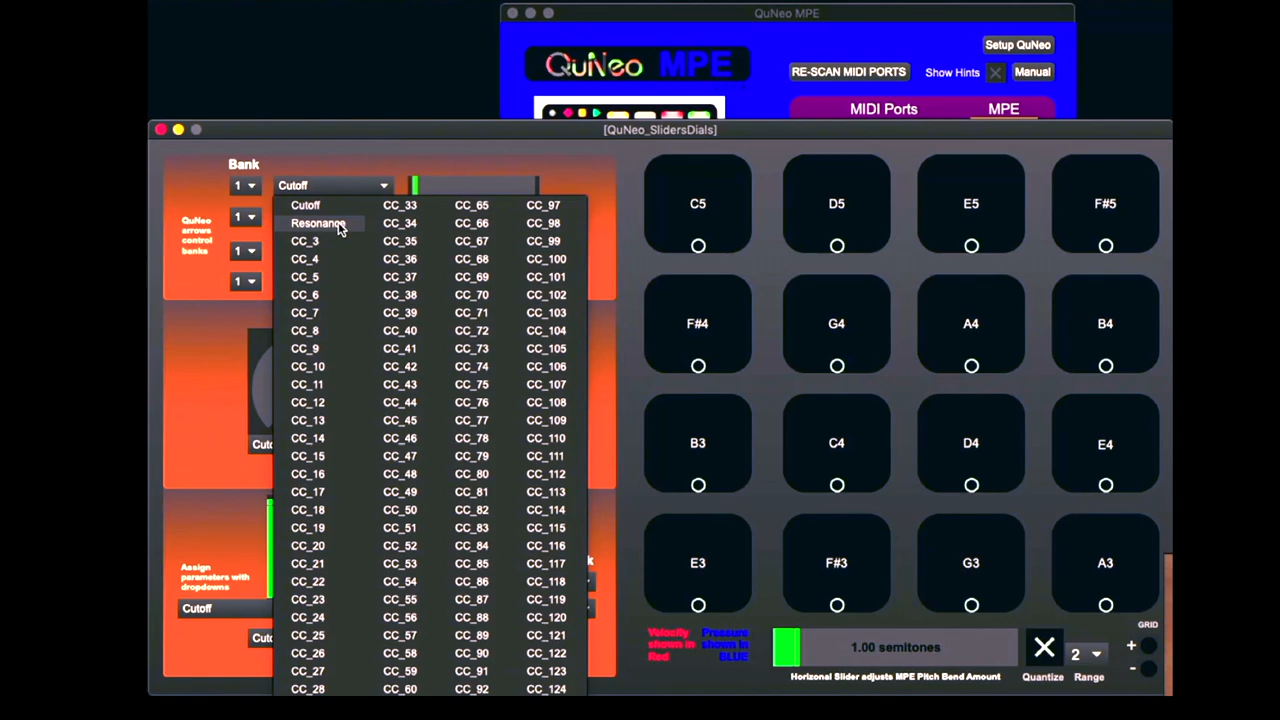 QuNeo MPE
Setup QuNeo
QuNeo MPE
RE-SCAN MIDI PORTS
Show Hints
Manual
MIDI Ports
MPE
[QuNeo_SlidersDials]
Bank
1
Cutoff
QuNeo
arrows
control
banks
1
1
1
Cutoff CC_33 CC_65 CC_97
Resonance CC_34 CC_66 CC_98
CC_3 CC_35 CC_67 CC_99
CC_4 CC_36 CC_68 CC_100
CC_5 CC_37 CC_69 CC_101
CC_6 CC_38 CC_70 CC_102
CC_7 CC_39 CC_71 CC_103
CC_8 CC_40 CC_72 CC_104
CC_9 CC_41 CC_73 CC_105
CC_10 CC_42 CC_74 CC_106
CC_11 CC_43 CC_75 CC_107
CC_12 CC_44 CC_76 CC_108
CC_13 CC_45 CC_77 CC_109
CC_14 CC_46 CC_78 CC_110
CC_15 CC_47 CC_79 CC_111
CC_16 CC_48 CC_80 CC_112
CC_17 CC_49 CC_81 CC_113
CC_18 CC_50 CC_82 CC_114
CC_19 CC_51 CC_83 CC_115
CC_20 CC_52 CC_84 CC_116
CC_21 CC_53 CC_85 CC_117
CC_22 CC_54 CC_86 CC_118
CC_23 CC_55 CC_87 CC_119
CC_24 CC_56 CC_88 CC_120
CC_25 CC_57 CC_89 CC_121
CC_26 CC_58 CC_90 CC_122
CC_27 CC_59 CC_91 CC_123
CC_28 CC_60 CC_92 CC_124
Assign
parameters with
dropdowns
Cutoff
C5 D5 E5 F#5
F#4 G4 A4 B4
B3 C4 D4 E4
E3 F#3 G3 A3
Velocity
shown in
Red
Pressure
shown in
BLUE
1.00 semitones
Horizonal Slider adjusts MPE Pitch Bend Amount
Quantize
2
Range
GRID
+
-